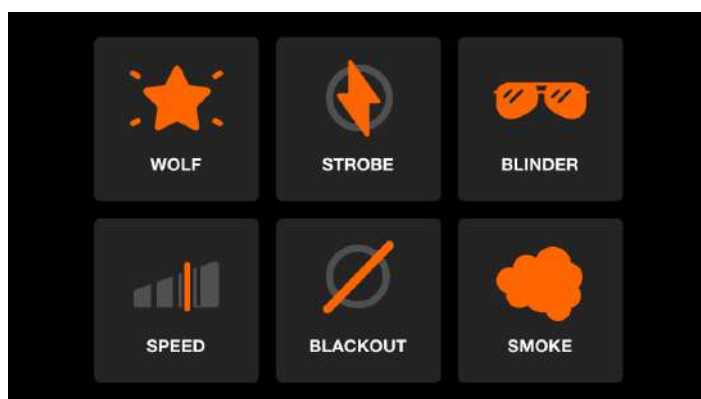 WOLF
STROBE
BLINDER
SPEED
BLACKOUT
SMOKE